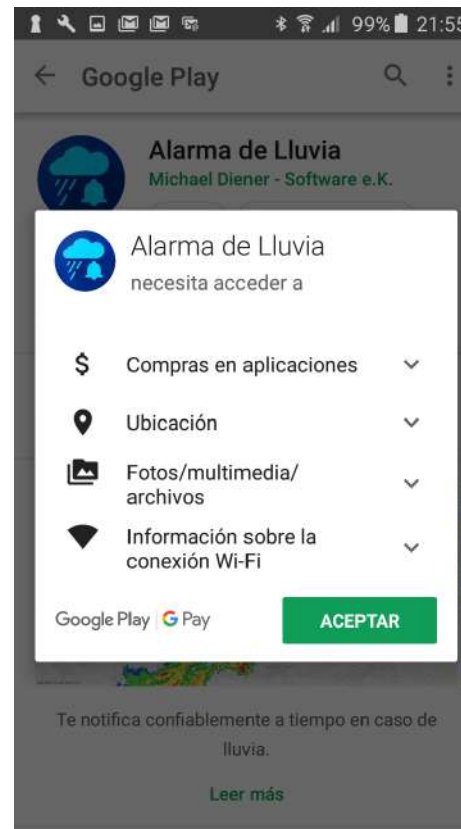 99% 21:55
Google Play
Alarma de Lluvia
Michael Diener - Software e.K.
Alarma de Lluvia
necesita acceder a
$ Compras en aplicaciones
Ubicación
Fotos/multimedia/
archivos
Información sobre la
conexión Wi-Fi
Google Play G Pay
ACEPTAR
Te notifica confiablemente a tiempo en caso de
lluvia.
Leer más